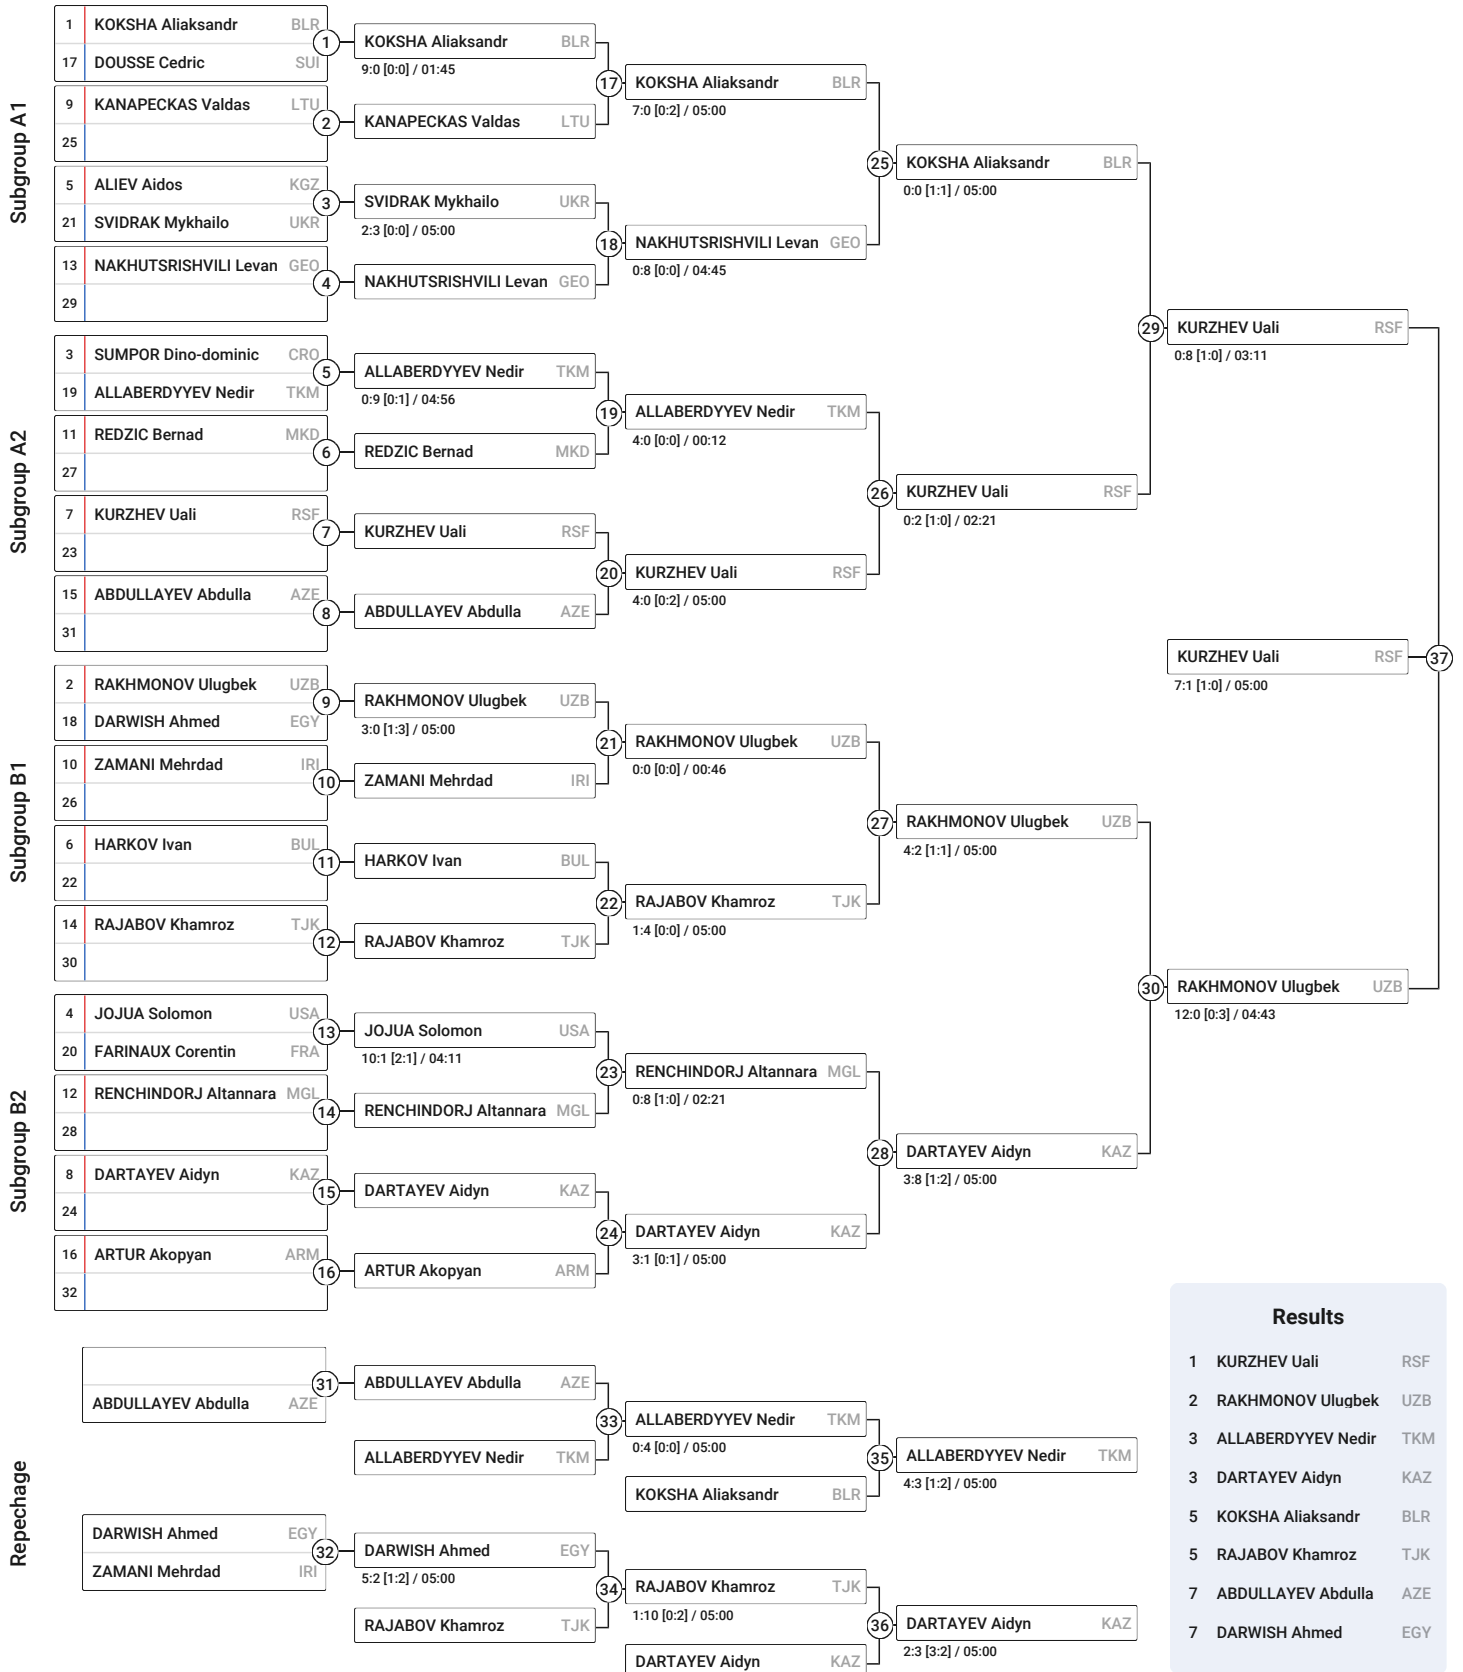 Subgroup A1
1 KOKSHA Aliaksandr BLR
17 DOUSSE Cedric SUI
1
9 KANAPECKAS Valdas LTU
25
2
5 ALIEV Aidos KGZ
21 SVIDRAK Mykhailo UKR
3
13 NAKHUTSRISHVILI Levan GEO
29
4
KOKSHA Aliaksandr BLR
9:0 [0:0] / 01:45
KANAPECKAS Valdas LTU
17
SVIDRAK Mykhailo UKR
2:3 [0:0] / 05:00
NAKHUTSRISHVILI Levan GEO
18
KOKSHA Aliaksandr BLR
7:0 [0:2] / 05:00
NAKHUTSRISHVILI Levan GEO
0:8 [0:0] / 04:45
25
KOKSHA Aliaksandr BLR
0:0 [1:1] / 05:00
Subgroup A2
3 SUMPOR Dino-dominic CRO
19 ALLABERDYYEV Nedir TKM
5
11 REDZIC Bernad MKD
27
6
7 KURZHEV Uali RSF
23
7
15 ABDULLAYEV Abdulla AZE
31
8
ALLABERDYYEV Nedir TKM
0:9 [0:1] / 04:56
REDZIC Bernad MKD
19
KURZHEV Uali RSF
ABDULLAYEV Abdulla AZE
20
ALLABERDYYEV Nedir TKM
4:0 [0:0] / 00:12
KURZHEV Uali RSF
4:0 [0:2] / 05:00
26
KURZHEV Uali RSF
0:2 [1:0] / 02:21
29
KURZHEV Uali RSF
0:8 [1:0] / 03:11
KURZHEV Uali RSF
7:1 [1:0] / 05:00
37
Subgroup B1
2 RAKHMONOV Ulugbek UZB
18 DARWISH Ahmed EGY
9
10 ZAMANI Mehrdad IRI
26
10
6 HARKOV Ivan BUL
22
11
14 RAJABOV Khamroz TJK
30
12
RAKHMONOV Ulugbek UZB
3:0 [1:3] / 05:00
ZAMANI Mehrdad IRI
21
HARKOV Ivan BUL
RAJABOV Khamroz TJK
22
RAKHMONOV Ulugbek UZB
0:0 [0:0] / 00:46
RAJABOV Khamroz TJK
1:4 [0:0] / 05:00
27
RAKHMONOV Ulugbek UZB
4:2 [1:1] / 05:00
Subgroup B2
4 JOJUA Solomon USA
20 FARINAUX Corentin FRA
13
12 RENCHINDORJ Altannara MGL
28
14
8 DARTAYEV Aidyn KAZ
24
15
16 ARTUR Akopyan ARM
32
16
JOJUA Solomon USA
10:1 [2:1] / 04:11
RENCHINDORJ Altannara MGL
23
DARTAYEV Aidyn KAZ
ARTUR Akopyan ARM
24
RENCHINDORJ Altannara MGL
0:8 [1:0] / 02:21
DARTAYEV Aidyn KAZ
3:1 [0:1] / 05:00
28
DARTAYEV Aidyn KAZ
3:8 [1:2] / 05:00
30
RAKHMONOV Ulugbek UZB
12:0 [0:3] / 04:43
Repechage
ABDULLAYEV Abdulla AZE
31
ABDULLAYEV Abdulla AZE
ALLABERDYYEV Nedir TKM
33
ALLABERDYYEV Nedir TKM
0:4 [0:0] / 05:00
KOKSHA Aliaksandr BLR
35
ALLABERDYYEV Nedir TKM
4:3 [1:2] / 05:00
DARWISH Ahmed EGY
ZAMANI Mehrdad IRI
32
DARWISH Ahmed EGY
5:2 [1:2] / 05:00
RAJABOV Khamroz TJK
34
RAJABOV Khamroz TJK
1:10 [0:2] / 05:00
DARTAYEV Aidyn KAZ
36
DARTAYEV Aidyn KAZ
2:3 [3:2] / 05:00
Results
1 KURZHEV Uali RSF
2 RAKHMONOV Ulugbek UZB
3 ALLABERDYYEV Nedir TKM
3 DARTAYEV Aidyn KAZ
5 KOKSHA Aliaksandr BLR
5 RAJABOV Khamroz TJK
7 ABDULLAYEV Abdulla AZE
7 DARWISH Ahmed EGY